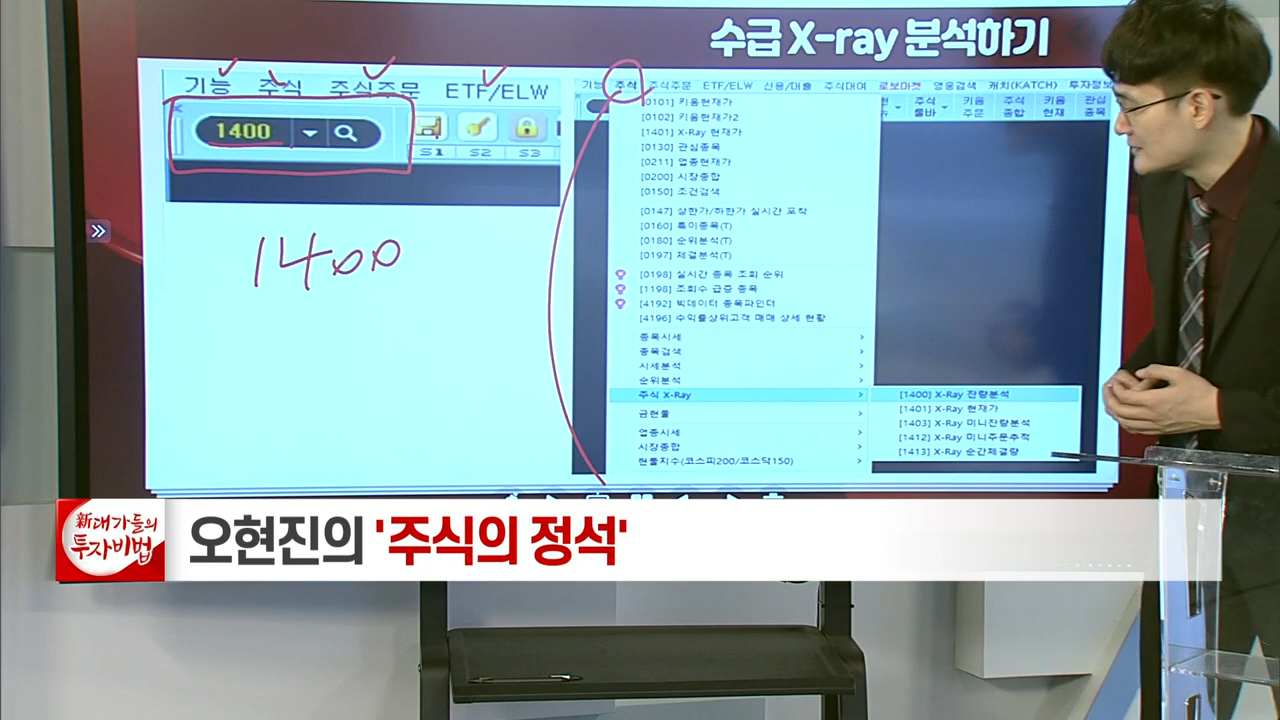 수급 X-ray 분석하기
기능 주식 주식주문 ETF/ELW
1400
S1 S2 S3
1400
기능 주식 주식주문 ETF/ELW 신용/대출 주식대여 로보마켓 영웅검색 캐치(KATCH) 투자정보
주식 키움 주식 키움 관심
툴바 주문 종합 현재 종목
[0101] 키움현재가
[0102] 키움현재가2
[1401] X-Ray 현재가
[0130] 관심종목
[0211] 업종현재가
[0200] 시장종합
[0150] 조건검색
[0147] 상한가/하한가 실시간 포착
[0160] 특이종목(T)
[0180] 순위분석(T)
[0197] 체결분석(T)
[0198] 실시간 종목 조회 순위
[1198] 조회수 급증 종목
[4192] 빅데이터 종목파인더
[4196] 수익률상위고객 매매 상세 현황
종목시세
종목검색
시세분석
순위분석
주식 X-Ray
금현물
업종시세
시장종합
현물지수(코스피200/코스닥150)
[1400] X-Ray 잔량분석
[1401] X-Ray 현재가
[1403] X-Ray 미니잔량분석
[1412] X-Ray 미니주문추적
[1413] X-Ray 순간체결량
新대가들의
투자비법
오현진의 '주식의 정석'